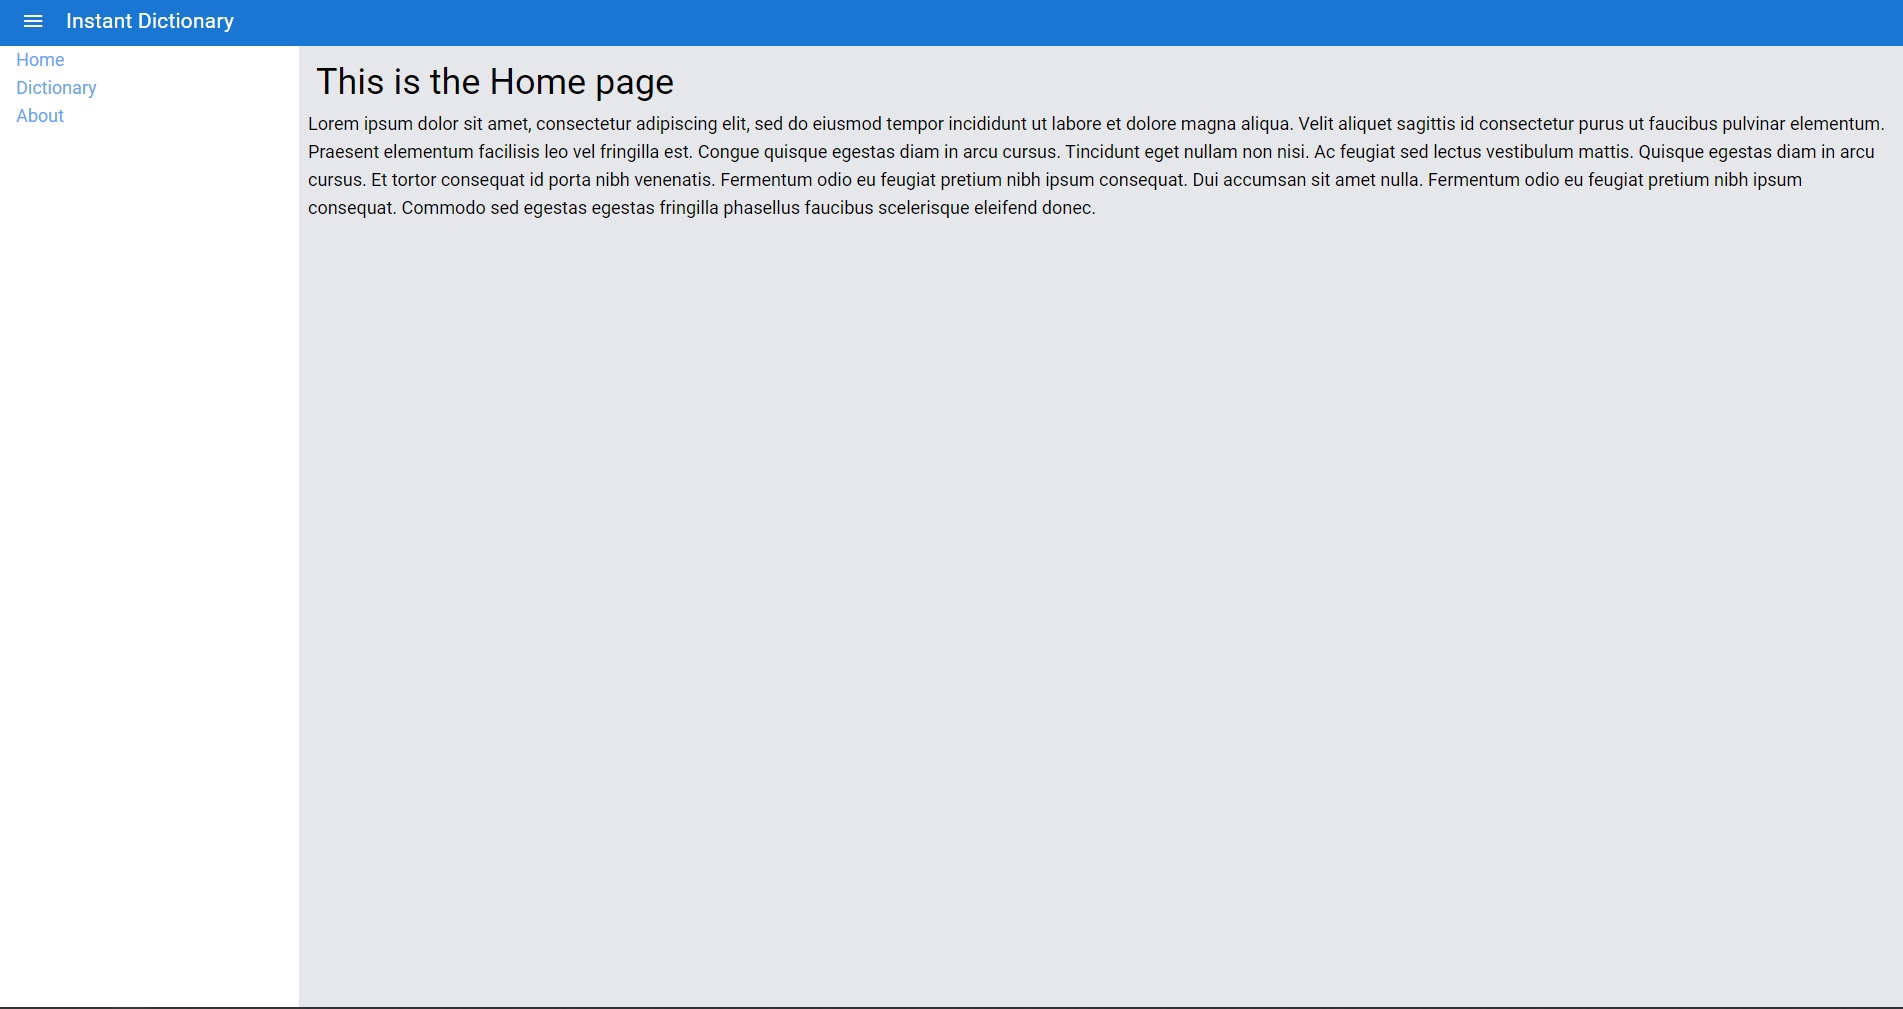 Instant Dictionary
Home
Dictionary
About
This is the Home page
Lorem ipsum dolor sit amet, consectetur adipiscing elit, sed do eiusmod tempor incididunt ut labore et dolore magna aliqua. Velit aliquet sagittis id consectetur purus ut faucibus pulvinar elementum.
Praesent elementum facilisis leo vel fringilla est. Congue quisque egestas diam in arcu cursus. Tincidunt eget nullam non nisi. Ac feugiat sed lectus vestibulum mattis. Quisque egestas diam in arcu
cursus. Et tortor consequat id porta nibh venenatis. Fermentum odio eu feugiat pretium nibh ipsum consequat. Dui accumsan sit amet nulla. Fermentum odio eu feugiat pretium nibh ipsum
consequat. Commodo sed egestas egestas fringilla phasellus faucibus scelerisque eleifend donec.